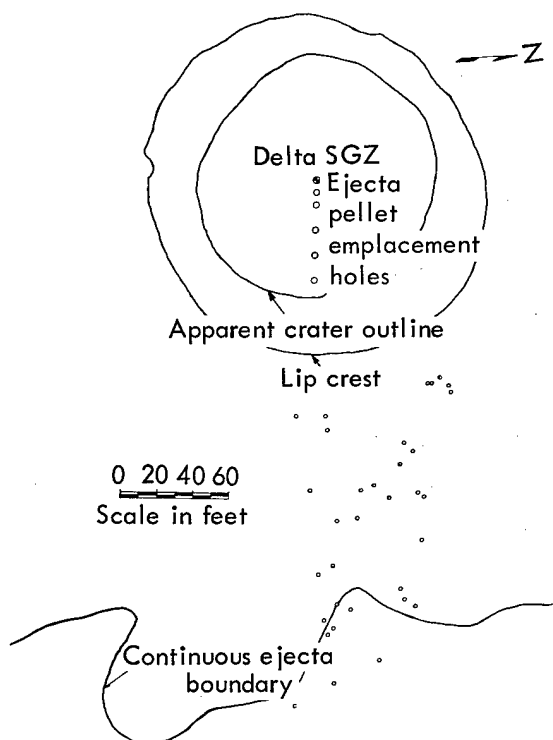 Z
Delta SGZ
Ejecta
pellet
emplacement
holes
Apparent crater outline
Lip crest
0 20 40 60
Scale in feet
Continuous ejecta
boundary